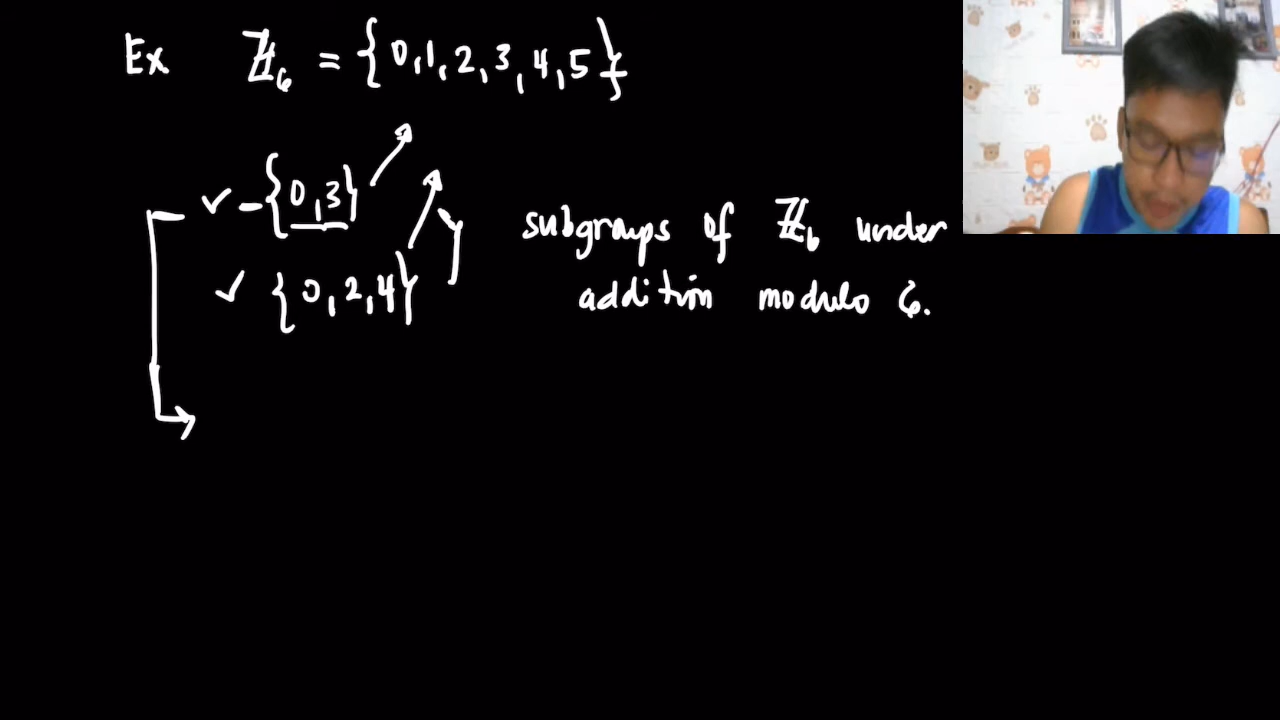 Ex ℤ₆ = {0,1,2,3,4,5}
✓ - {0,3}
✓ {0,2,4}
subgroups of ℤ₆ under
addition modulo 6.